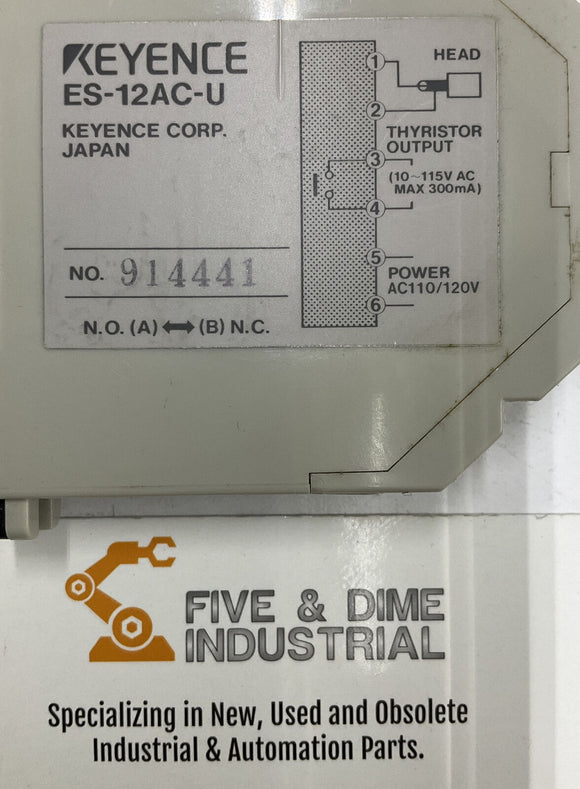 KEYENCE
ES-12AC-U
KEYENCE CORP.
JAPAN
NO. 914441
N.O. (A) ⟷ (B) N.C.
1
HEAD
2
THYRISTOR
OUTPUT
3
(10~115V AC
MAX 300mA)
4
5
POWER
AC110/120V
6
FIVE & DIME
INDUSTRIAL
Specializing in New, Used and Obsolete
Industrial & Automation Parts.